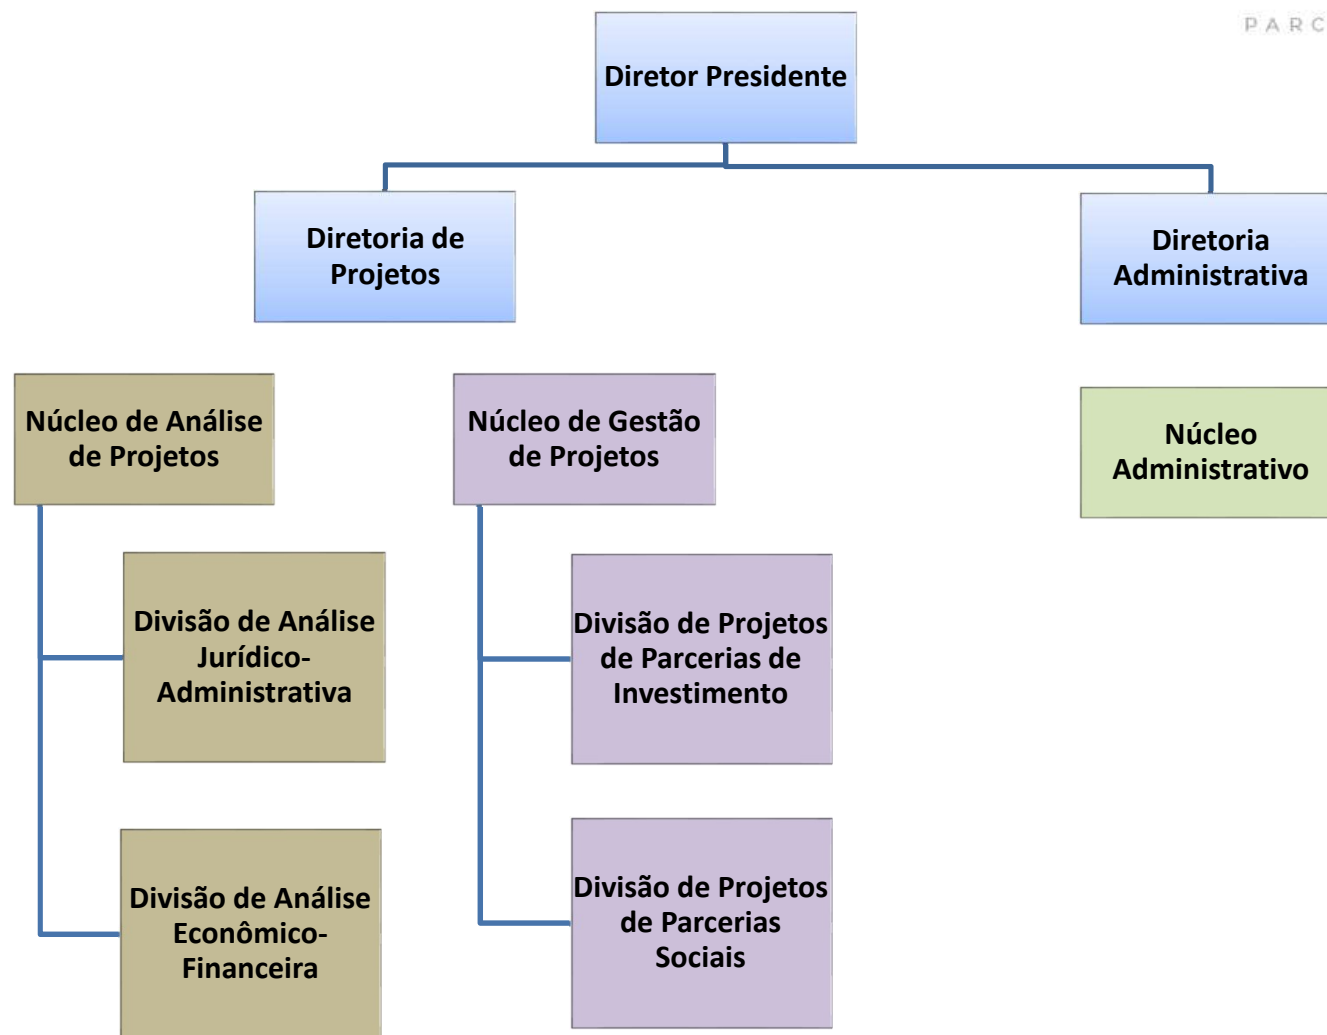 PARC
Diretor Presidente
Diretoria de
Projetos
Diretoria
Administrativa
Núcleo de Análise
de Projetos
Núcleo de Gestão
de Projetos
Núcleo
Administrativo
Divisão de Análise
Jurídico-
Administrativa
Divisão de Projetos
de Parcerias de
Investimento
Divisão de Análise
Econômico-
Financeira
Divisão de Projetos
de Parcerias
Sociais